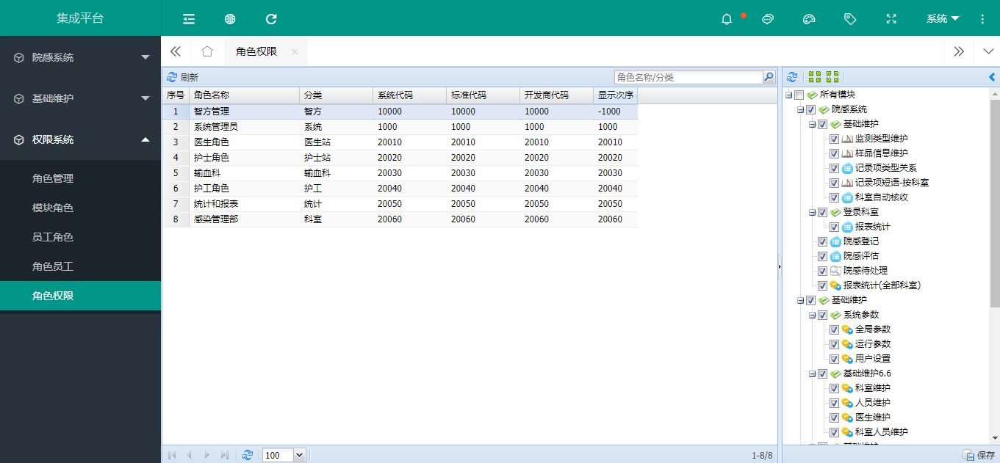 集成平台
系统
院感系统
基础维护
权限系统
角色管理
模块角色
员工角色
角色员工
角色权限
角色权限
刷新
角色名称/分类
序号 角色名称 分类 系统代码 标准代码 开发商代码 显示次序
1 智方管理 智方 10000 10000 10000 -1000
2 系统管理员 系统 1000 1000 1000 1000
3 医生角色 医生站 20010 20010 20010 20010
4 护士角色 护士站 20020 20020 20020 20020
5 输血科 输血科 20030 20030 20030 20030
6 护工角色 护工 20040 20040 20040 20040
7 统计和报表 统计 20050 20050 20050 20050
8 感染管理部 科室 20060 20060 20060 20060
100
1-8/8
所有模块
院感系统
基础维护
监测类型维护
样品信息维护
记录项类型关系
记录项短语-按科室
科室自动核收
登录科室
报表统计
院感登记
院感评估
院感待处理
报表统计(全部科室)
基础维护
系统参数
全局参数
运行参数
用户设置
基础维护6.6
科室维护
人员维护
医生维护
科室人员维护
保存